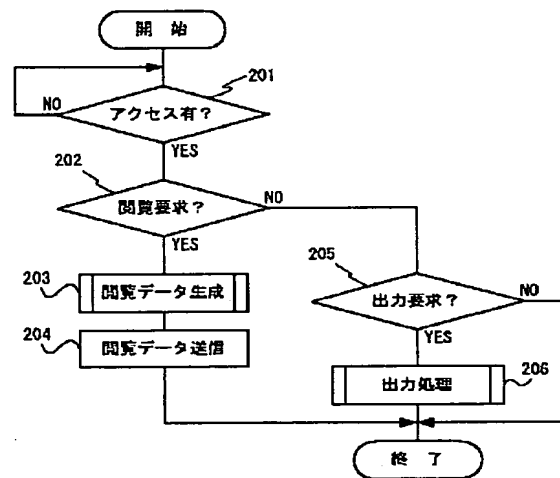 開 始
201
NO
アクセス有?
YES
202
NO
閲覧要求?
YES
205
203
閲覧データ生成
NO
出力要求?
204
YES
閲覧データ送信
出力処理
206
終 了